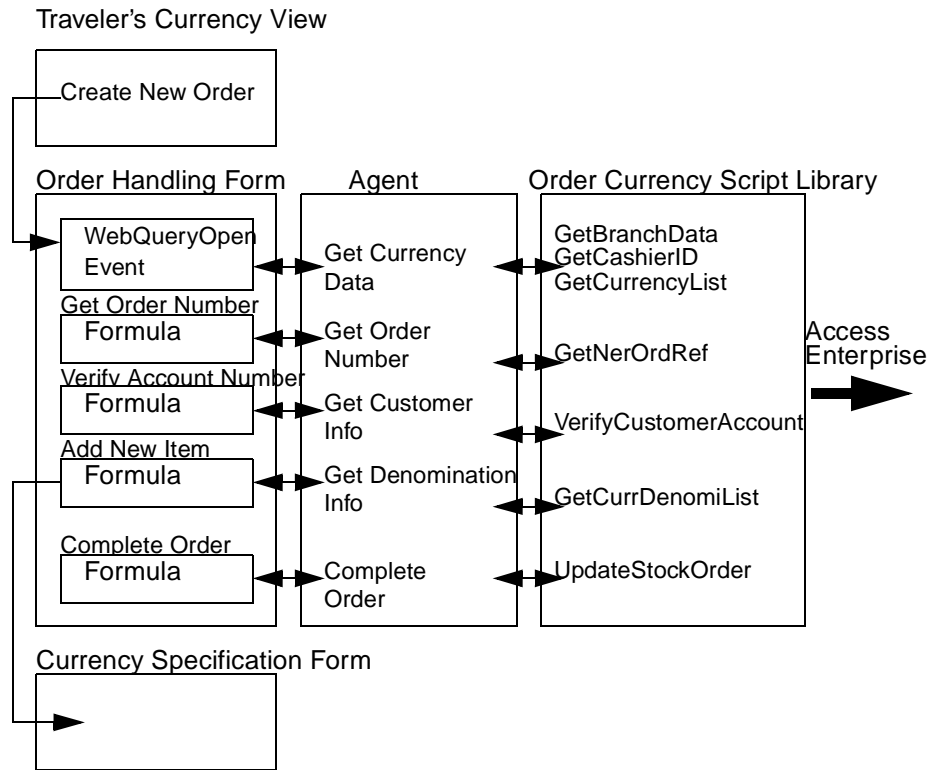 Traveler's Currency View
Create New Order
Order Handling Form
Agent
Order Currency Script Library
WebQueryOpen
Event
Get Currency
Data
GetBranchData
GetCashierID
GetCurrencyList
Get Order Number
Formula
Get Order
Number
GetNerOrdRef
Access
Enterprise
Verify Account Number
Formula
Get Customer
Info
VerifyCustomerAccount
Add New Item
Formula
Get Denomination
Info
GetCurrDenomiList
Complete Order
Formula
Complete
Order
UpdateStockOrder
Currency Specification Form